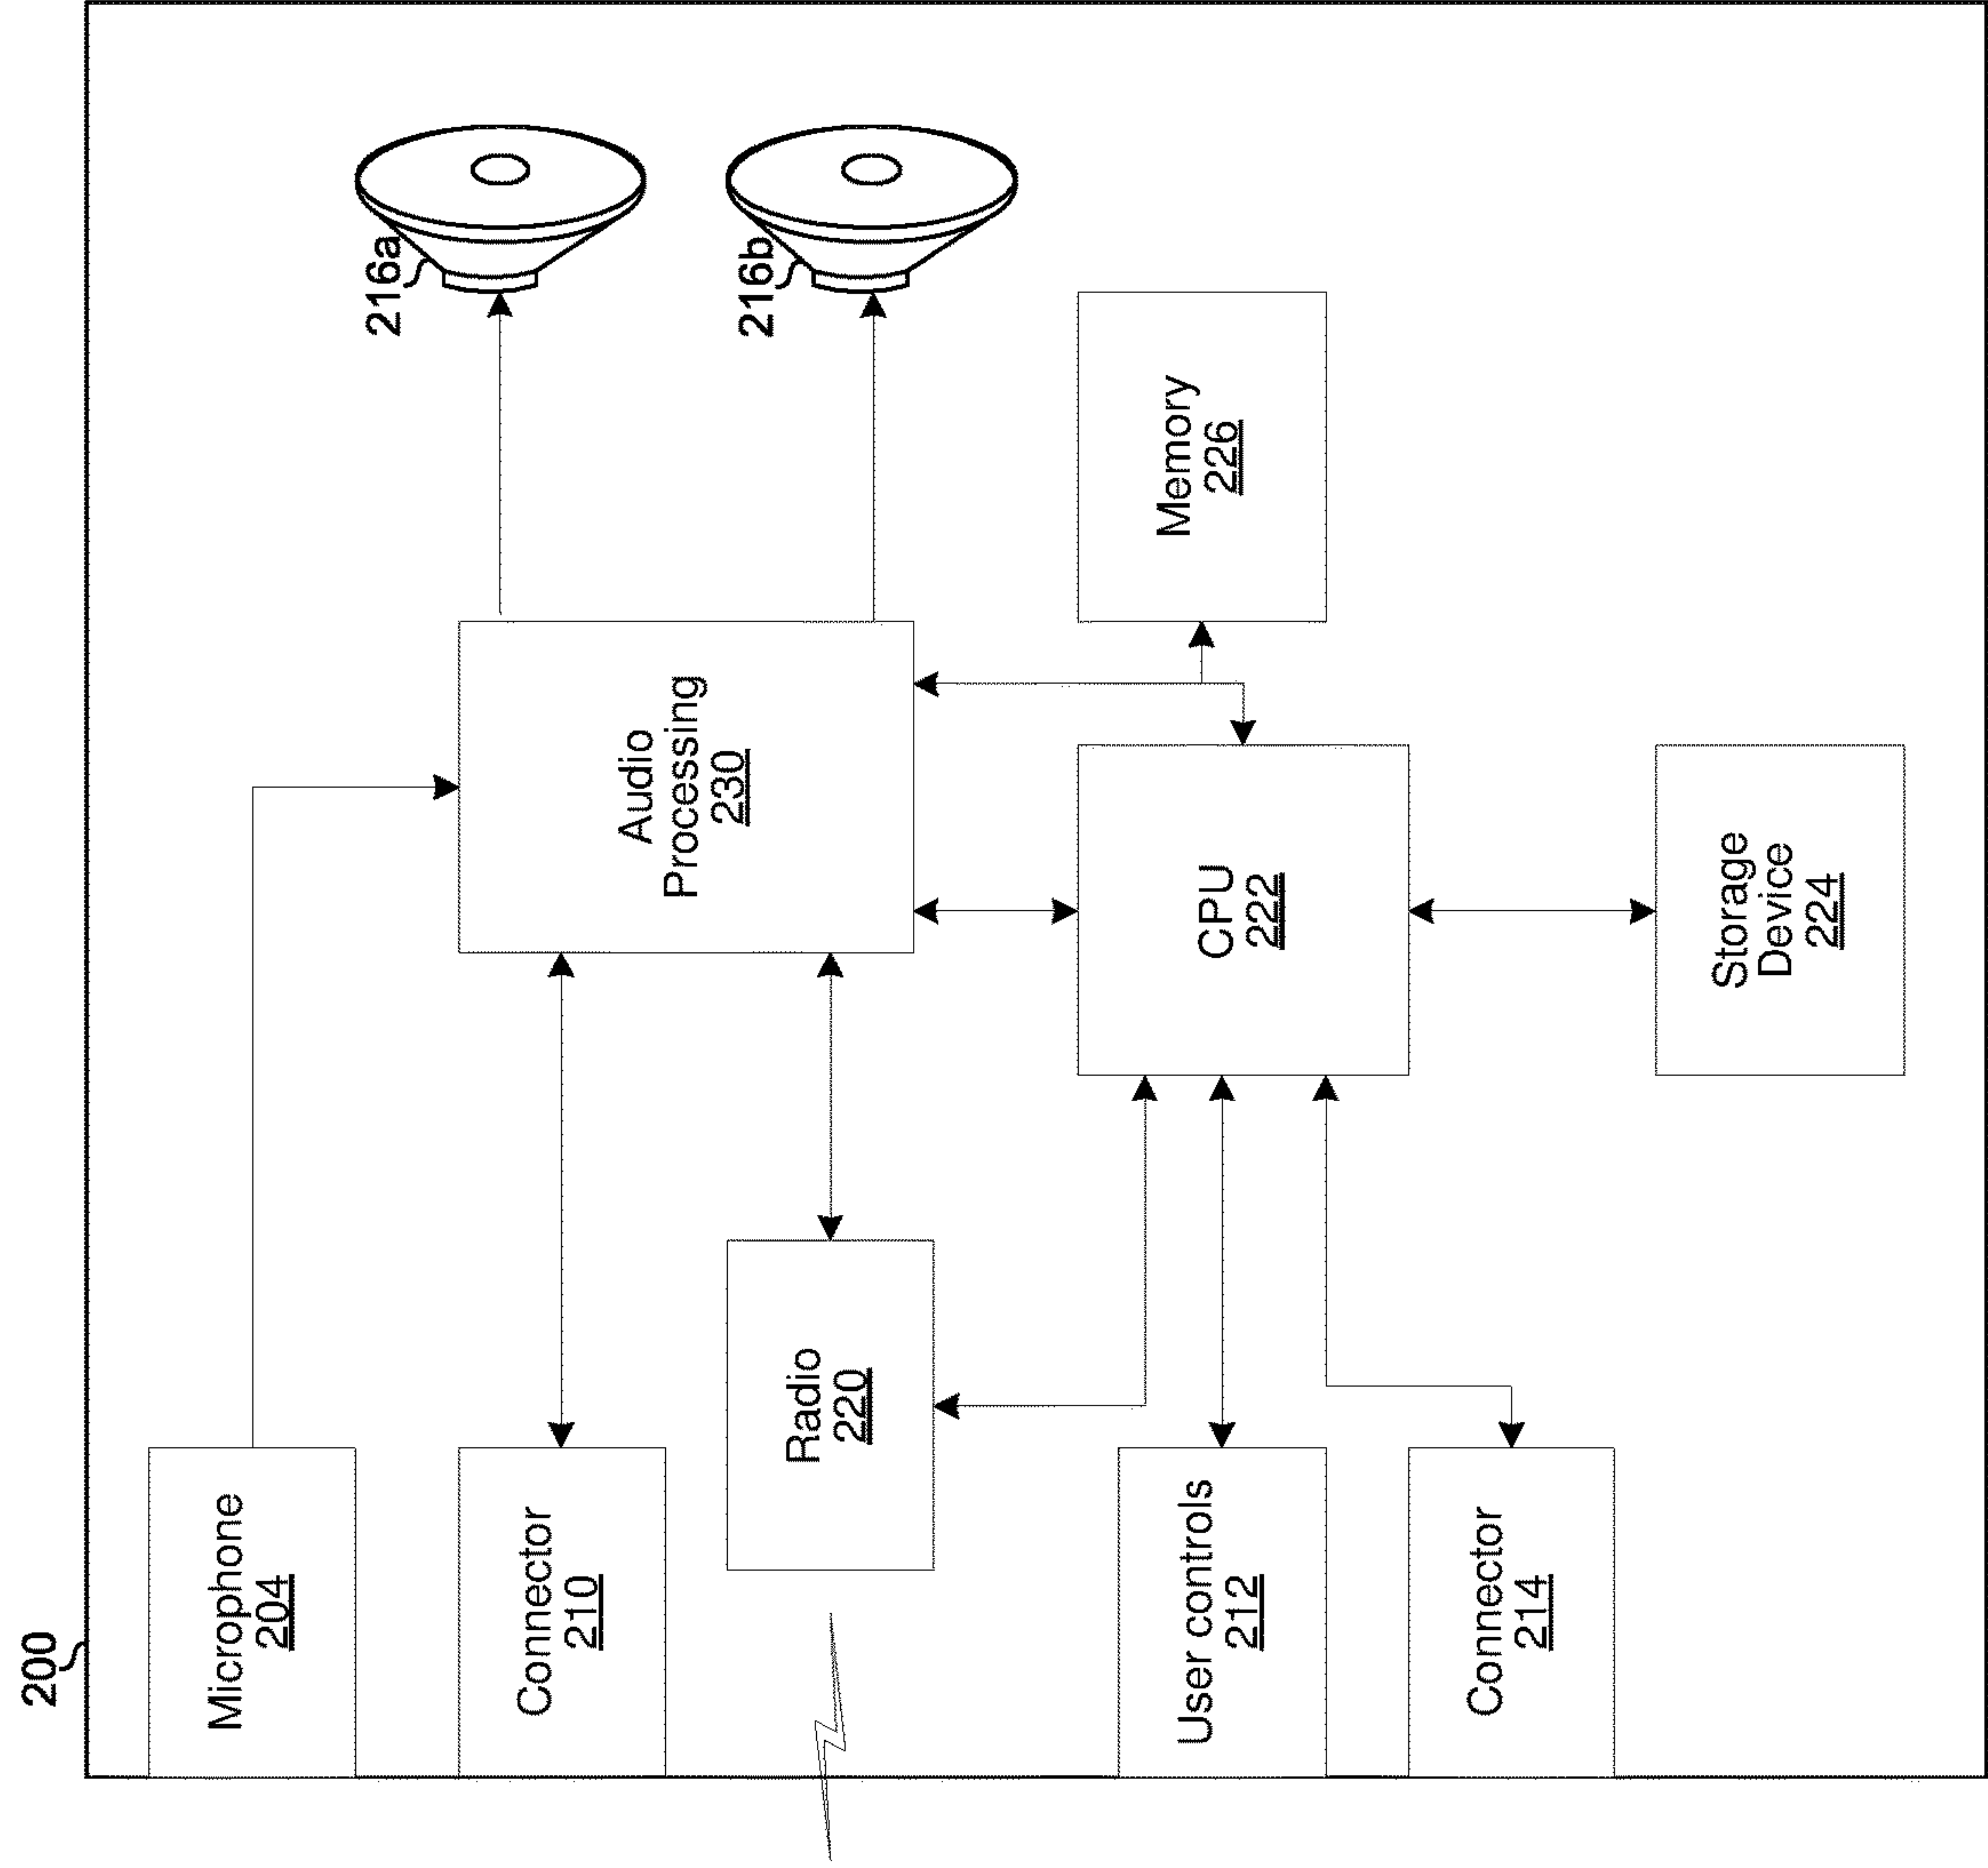 200
Microphone
204
216a
Connector
210
Audio
Processing
230
216b
Radio
220
User controls
212
CPU
222
Memory
226
Connector
214
Storage
Device
224